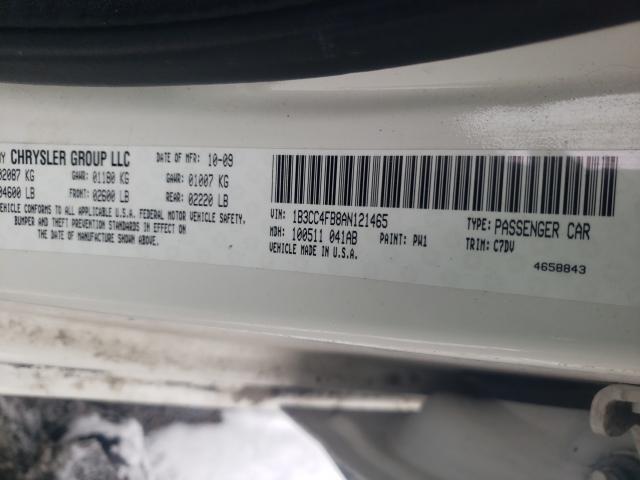 BY CHRYSLER GROUP LLC DATE OF MFR: 10-09
02087 KG GAWR: 01180 KG GAWR: 01007 KG
04600 LB FRONT: 02600 LB REAR: 02220 LB
VEHICLE CONFORMS TO ALL APPLICABLE FEDERAL MOTOR VEHICLE SAFETY,
BUMPER AND THEFT PREVENTION STANDARDS IN EFFECT ON
THE DATE OF MANUFACTURE SHOWN ABOVE.
VIN: 1B3CC4FB8AN121465 TYPE: PASSENGER CAR
MDH: 100511 041AB PAINT: PW1 TRIM: C7DV
VEHICLE MADE IN U.S.A.
4658843